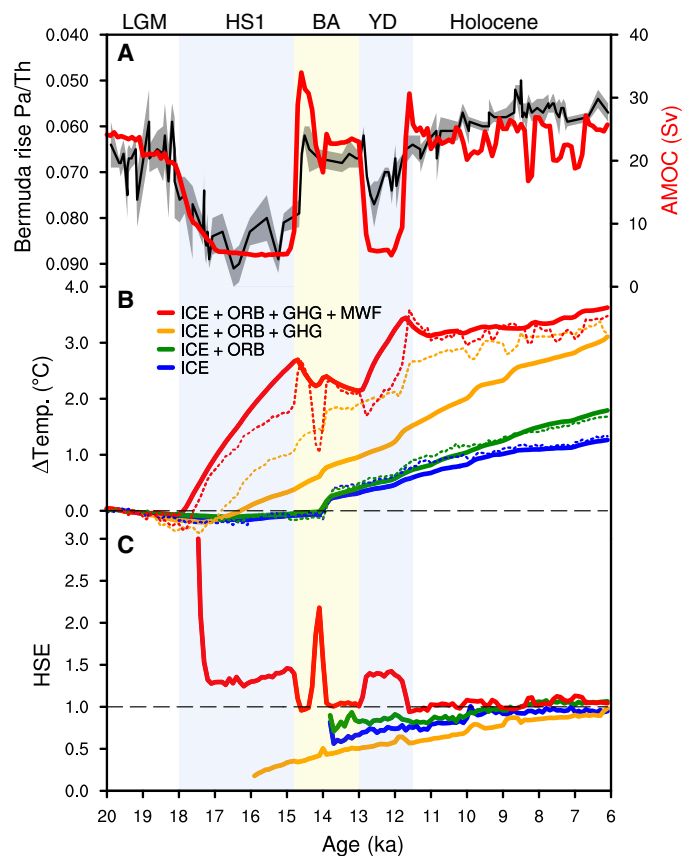 LGM HS1 BA YD Holocene
A
0.040 40
0.050
0.060 30
0.070 20
0.080 10
0.090 0
Bermuda rise Pa/Th
AMOC (Sv)
B
4.0
3.0
2.0
1.0
0.0
ΔTemp. (°C)
ICE + ORB + GHG + MWF
ICE + ORB + GHG
ICE + ORB
ICE
C
3.0
2.5
2.0
1.5
1.0
0.5
0.0
HSE
20 19 18 17 16 15 14 13 12 11 10 9 8 7 6
Age (ka)